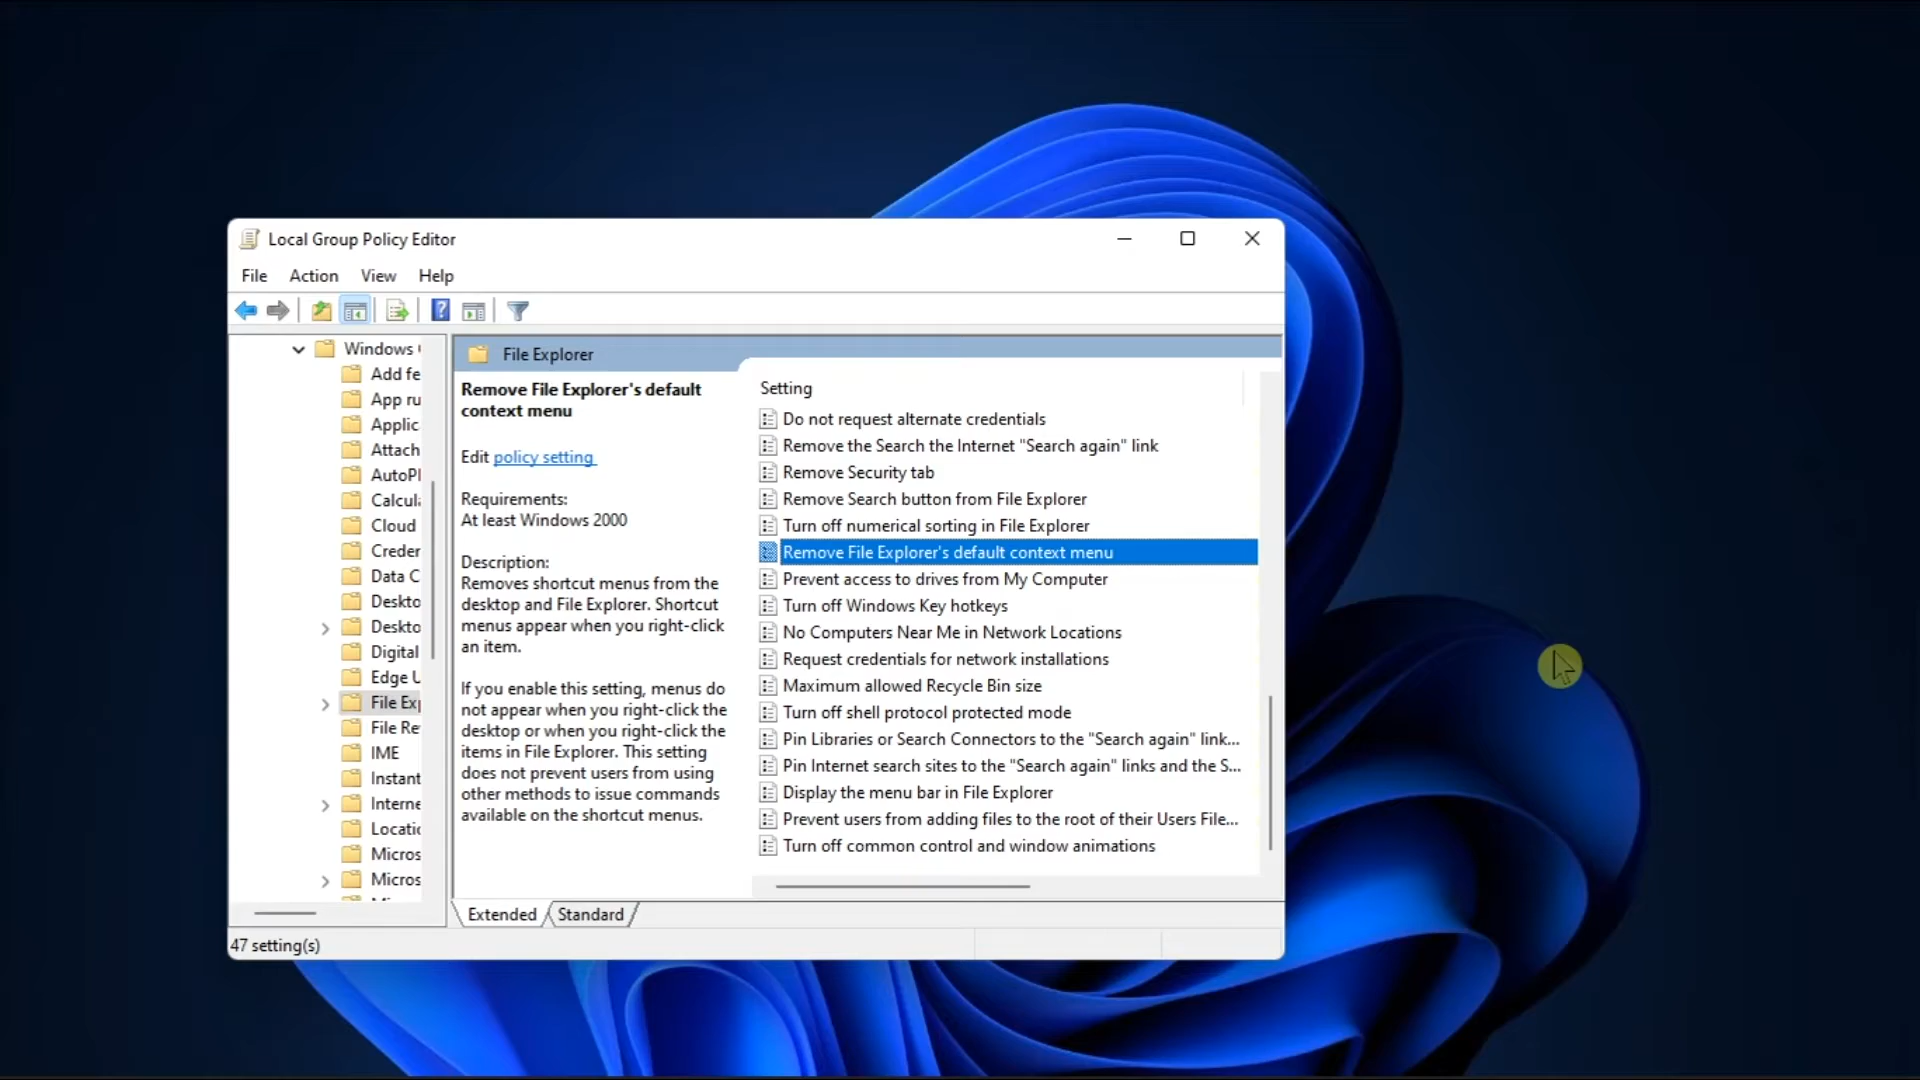 Local Group Policy Editor
File Action View Help
Windows
Add fe
App ru
Applic
Attach
AutoPl
Calcula
Cloud
Creden
Data C
Deskto
Deskto
Digital
Edge U
File Exp
File Re
IME
Instant
Interne
Locatio
Micros
Micros
File Explorer
Remove File Explorer's default
context menu
Edit policy setting
Requirements:
At least Windows 2000
Description:
Removes shortcut menus from the
desktop and File Explorer. Shortcut
menus appear when you right-click
an item.
If you enable this setting, menus do
not appear when you right-click the
desktop or when you right-click the
items in File Explorer. This setting
does not prevent users from using
other methods to issue commands
available on the shortcut menus.
Setting
Do not request alternate credentials
Remove the Search the Internet "Search again" link
Remove Security tab
Remove Search button from File Explorer
Turn off numerical sorting in File Explorer
Remove File Explorer's default context menu
Prevent access to drives from My Computer
Turn off Windows Key hotkeys
No Computers Near Me in Network Locations
Request credentials for network installations
Maximum allowed Recycle Bin size
Turn off shell protocol protected mode
Pin Libraries or Search Connectors to the "Search again" link...
Pin Internet search sites to the "Search again" links and the S...
Display the menu bar in File Explorer
Prevent users from adding files to the root of their Users File...
Turn off common control and window animations
Extended Standard
47 setting(s)